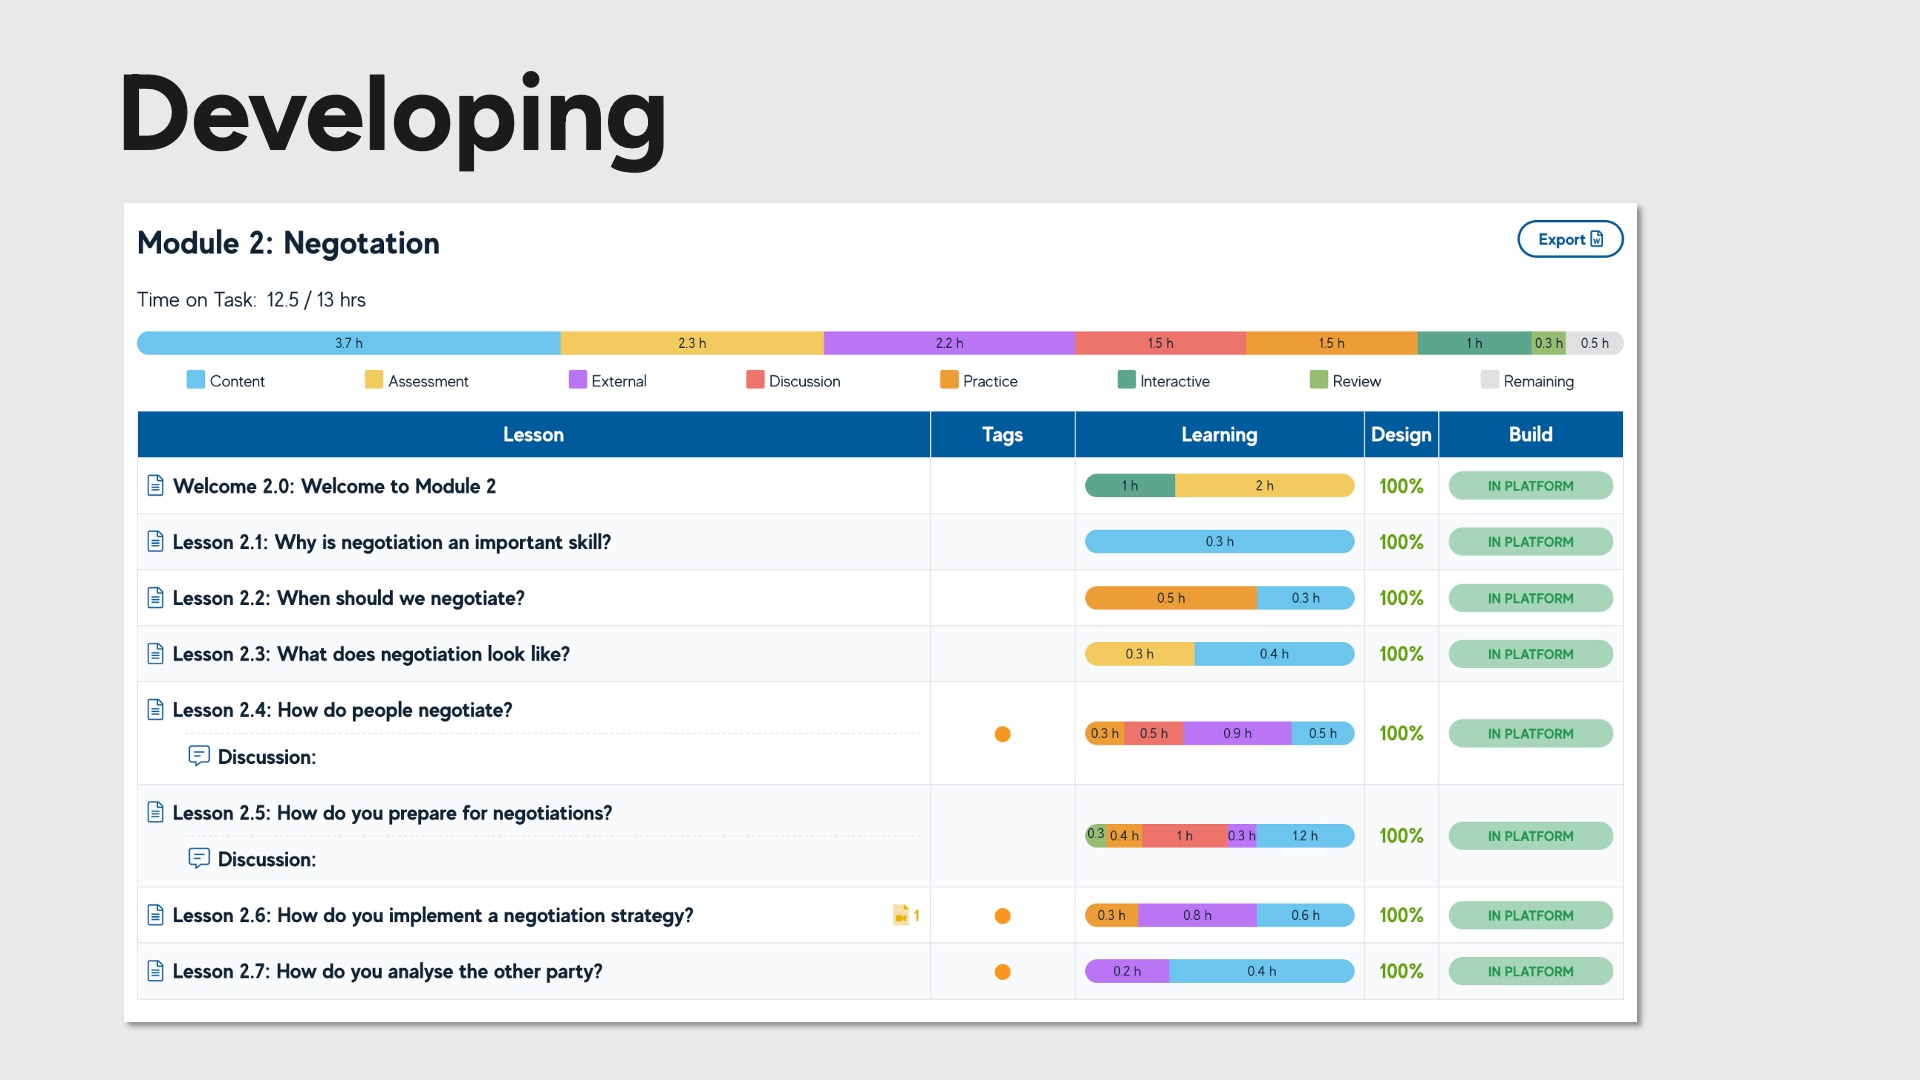 Developing
Module 2: Negotation
Export
Time on Task: 12.5 / 13 hrs
3.7 h 2.3 h 2.2 h 1.5 h 1.5 h 1 h 0.3 h 0.5 h
Content Assessment External Discussion Practice Interactive Review Remaining
Lesson Tags Learning Design Build
Welcome 2.0: Welcome to Module 2 1 h 2 h 100% IN PLATFORM
Lesson 2.1: Why is negotiation an important skill? 0.3 h 100% IN PLATFORM
Lesson 2.2: When should we negotiate? 0.5 h 0.3 h 100% IN PLATFORM
Lesson 2.3: What does negotiation look like? 0.3 h 0.4 h 100% IN PLATFORM
Lesson 2.4: How do people negotiate?
0.3 h 0.5 h 0.9 h 0.5 h 100% IN PLATFORM
Discussion:
Lesson 2.5: How do you prepare for negotiations?
0.3 0.4 h 1 h 0.3 h 1.2 h 100% IN PLATFORM
Discussion:
Lesson 2.6: How do you implement a negotiation strategy? 1 0.3 h 0.8 h 0.6 h 100% IN PLATFORM
Lesson 2.7: How do you analyse the other party? 0.2 h 0.4 h 100% IN PLATFORM